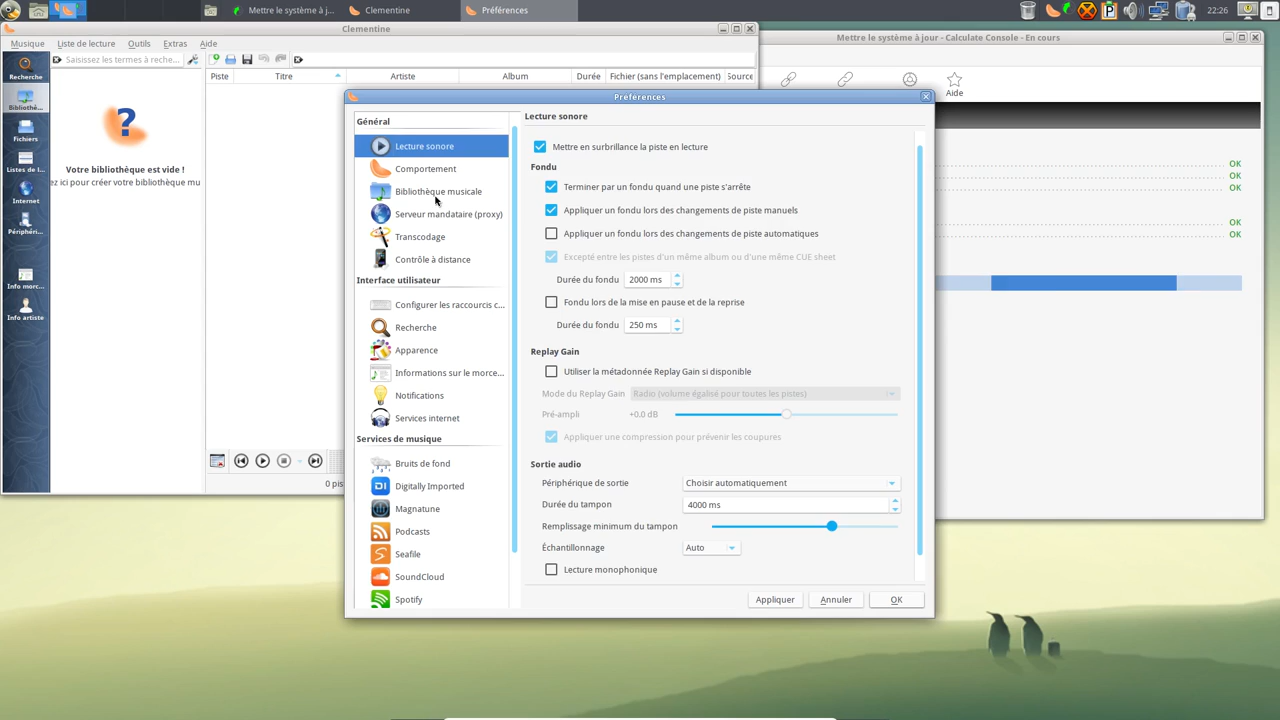 Mettre le système à j...
Clementine
Préférences
22:26
Clementine
Mettre le système à jour - Calculate Console - En cours
Musique
Liste de lecture
Outils
Extras
Aide
Recherche
Bibliothè...
Fichiers
Listes de l...
Internet
Périphéri...
Info morc...
Info artiste
Saisissez les termes à reche...
Votre bibliothèque est vide !
ez ici pour créer votre bibliothèque mu
Piste
Titre
Artiste
Album
Durée
Fichier (sans l'emplacement)
Source
0 pis
Aide
OK
OK
OK
OK
Préférences
Général
Lecture sonore
Comportement
Bibliothèque musicale
Serveur mandataire (proxy)
Transcodage
Contrôle à distance
Interface utilisateur
Configurer les raccourcis c...
Recherche
Apparence
Informations sur le morce...
Notifications
Services internet
Services de musique
Bruits de fond
DI
Digitally Imported
Magnatune
Podcasts
Seafile
SoundCloud
Spotify
Lecture sonore
Mettre en surbrillance la piste en lecture
Fondu
Terminer par un fondu quand une piste s'arrête
Appliquer un fondu lors des changements de piste manuels
Appliquer un fondu lors des changements de piste automatiques
Excepté entre les pistes d'un même album ou d'une même CUE sheet
Durée du fondu 2000 ms
Fondu lors de la mise en pause et de la reprise
Durée du fondu 250 ms
Replay Gain
Utiliser la métadonnée Replay Gain si disponible
Mode du Replay Gain Radio (volume égalisé pour toutes les pistes)
Pré-ampli +0.0 dB
Appliquer une compression pour prévenir les coupures
Sortie audio
Périphérique de sortie Choisir automatiquement
Durée du tampon 4000 ms
Remplissage minimum du tampon
Échantillonnage Auto
Lecture monophonique
Appliquer
Annuler
OK